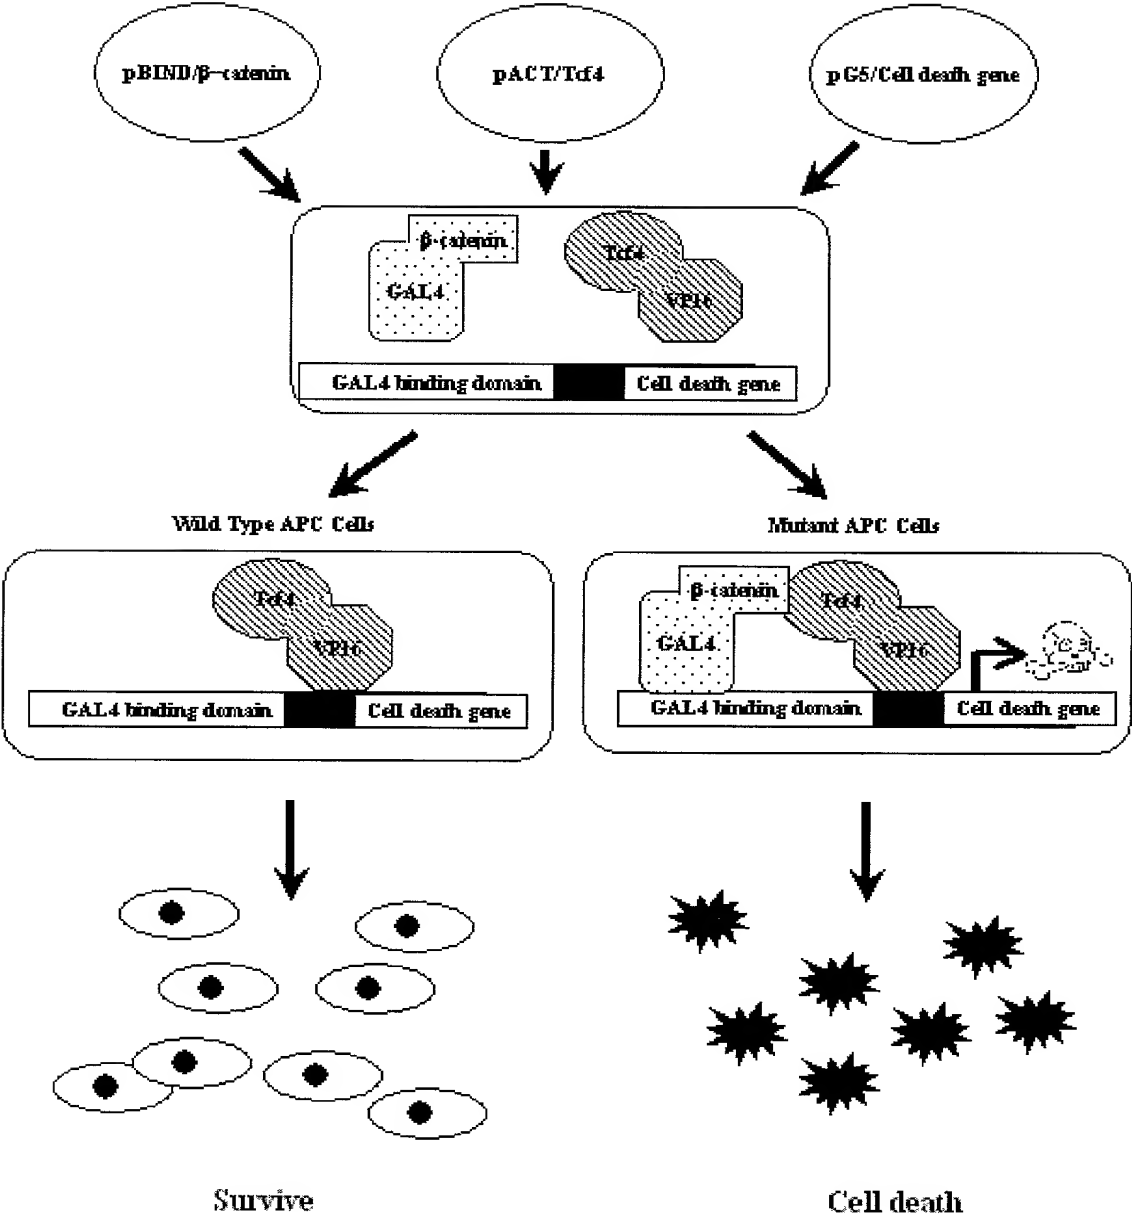 pBIND/β-catenin
pACT/Tcf4
pG5/Cell death gene
β-catenin
GAL4
Tcf4
VP16
GAL4 binding domain
Cell death gene
Wild Type APC Cells
Mutant APC Cells
Tcf4
VP16
GAL4 binding domain
Cell death gene
β-catenin
GAL4
Tcf4
VP16
GAL4 binding domain
Cell death gene
Survive
Cell death